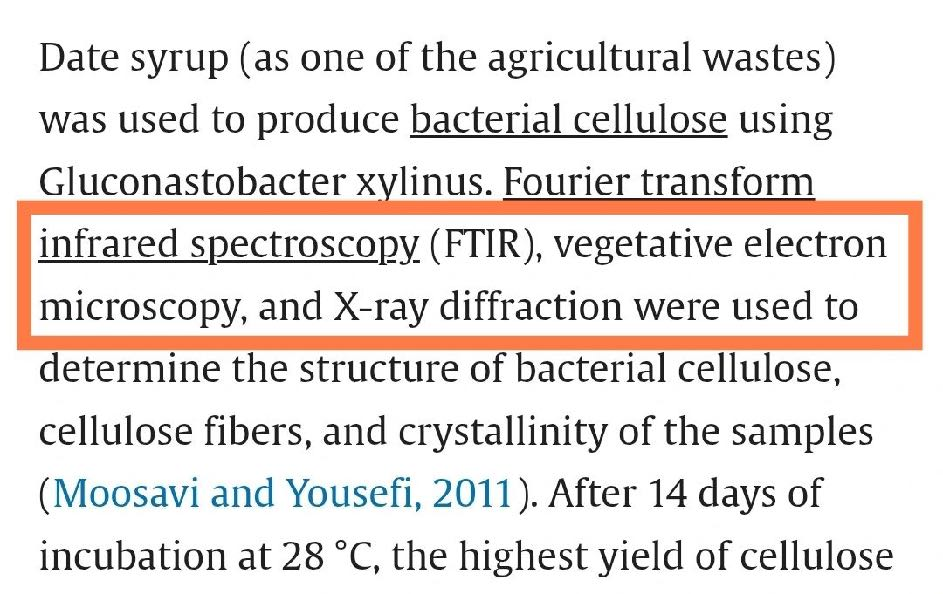 Date syrup (as one of the agricultural wastes)
was used to produce bacterial cellulose using
Gluconastobacter xylinus. Fourier transform
infrared spectroscopy (FTIR), vegetative electron
microscopy, and X-ray diffraction were used to
determine the structure of bacterial cellulose,
cellulose fibers, and crystallinity of the samples
(Moosavi and Yousefi, 2011). After 14 days of
incubation at 28 °C, the highest yield of cellulose